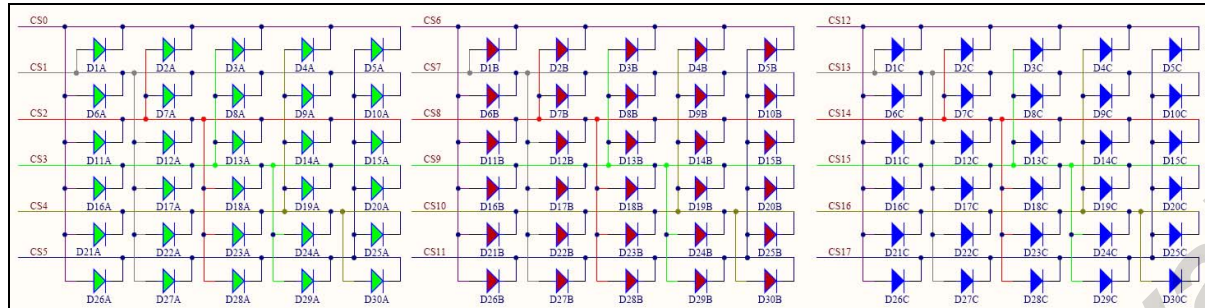 CS0 CS6 CS12
D1A D2A D3A D4A D5A D1B D2B D3B D4B D5B D1C D2C D3C D4C D5C
CS1 CS7 CS13
D6A D7A D8A D9A D10A D6B D7B D8B D9B D10B D6C D7C D8C D9C D10C
CS2 CS8 CS14
D11A D12A D13A D14A D15A D11B D12B D13B D14B D15B D11C D12C D13C D14C D15C
CS3 CS9 CS15
D16A D17A D18A D19A D20A D16B D17B D18B D19B D20B D16C D17C D18C D19C D20C
CS4 CS10 CS16
D21A D22A D23A D24A D25A D21B D22B D23B D24B D25B D21C D22C D23C D24C D25C
CS5 CS11 CS17
D26A D27A D28A D29A D30A D26B D27B D28B D29B D30B D26C D27C D28C D29C D30C